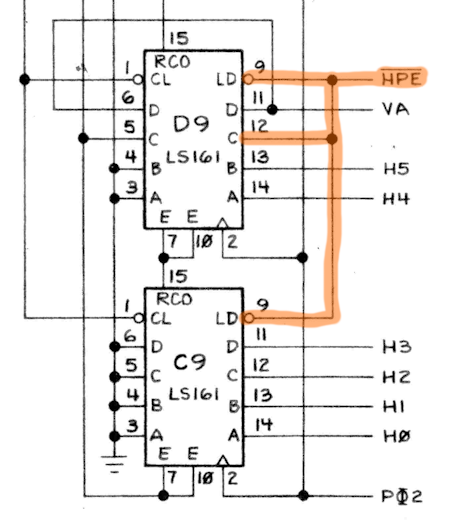 15
1 CL RCO LD 9 H̅P̅E̅
6 D D 11 VA
5 C D9 C 12
4 B LS161 B 13 H5
3 A A 14 H4
E E
7 10 2
15
1 CL RCO LD 9
6 D D 11 H3
5 C C9 C 12 H2
4 B LS161 B 13 H1
3 A A 14 HØ
E E
7 10 2
PΦ2